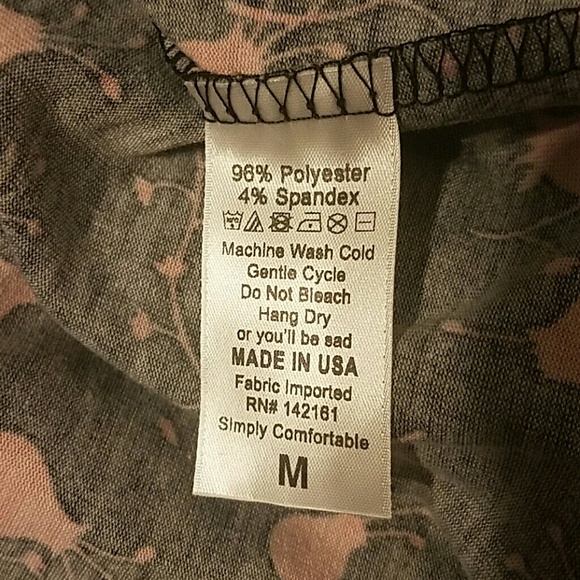 96% Polyester
4% Spandex
Machine Wash Cold
Gentle Cycle
Do Not Bleach
Hang Dry
or you'll be sad
MADE IN USA
Fabric Imported
RN# 142161
Simply Comfortable
M